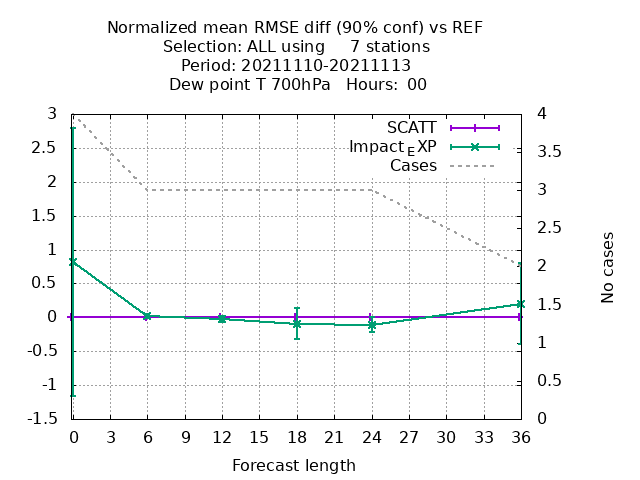 Normalized mean RMSE diff (90% conf) vs REF
Selection: ALL using     7 stations
Period: 20211110-20211113
Dew point T 700hPa   Hours: 00
SCATT
Impact_EXP
Cases
3
2.5
2
1.5
1
0.5
0
-0.5
-1
-1.5
4
3.5
3
2.5
2
1.5
1
0.5
0
No cases
0 3 6 9 12 15 18 21 24 27 30 33 36
Forecast length